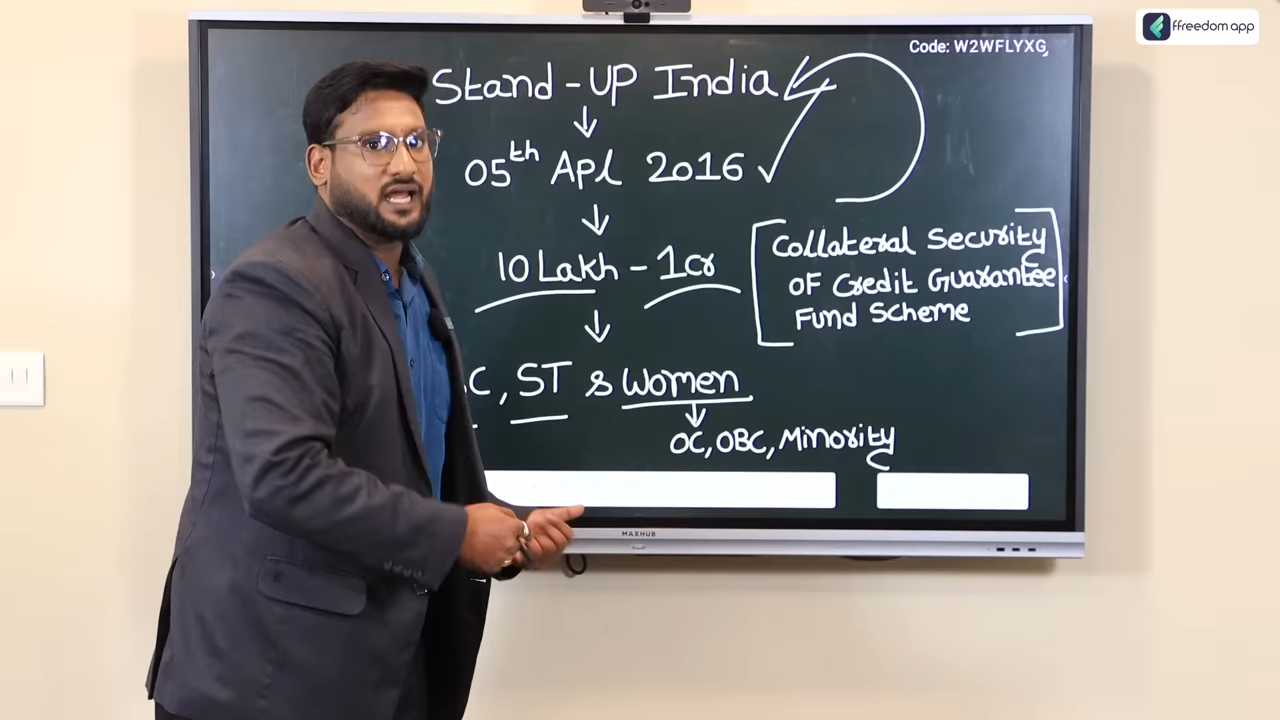 ffreedom app
Code: W2WFLYXG
Stand-UP India
↓
05th Apl 2016 ✓
↓
10 Lakh - 1cr
[Collateral Security
OF Credit Guarantee
Fund Scheme]
↓
C, ST & Women
↓
OC, OBC, Minority
MAXHUB